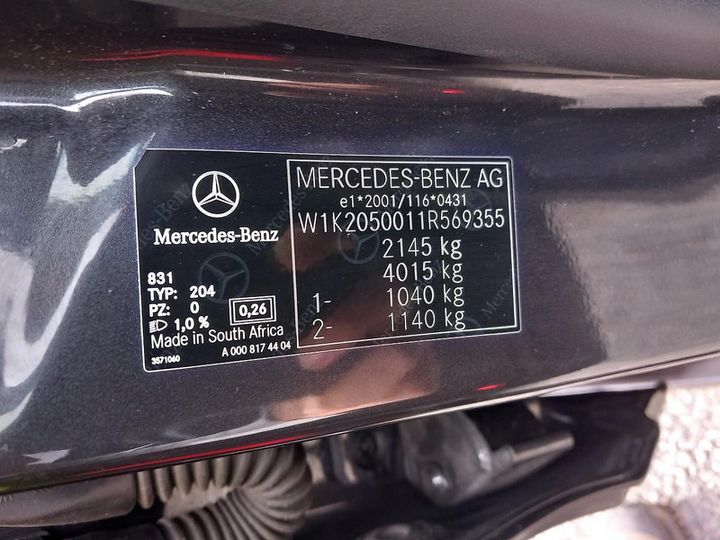 Mercedes-Benz
831
TYP: 204
PZ: 0
1,0 %
0,26
Made in South Africa
3571060
A 000 817 44 04
MERCEDES-BENZ AG
e1*2001/116*0431
W1K2050011R569355
2145 kg
4015 kg
1- 1040 kg
2- 1140 kg